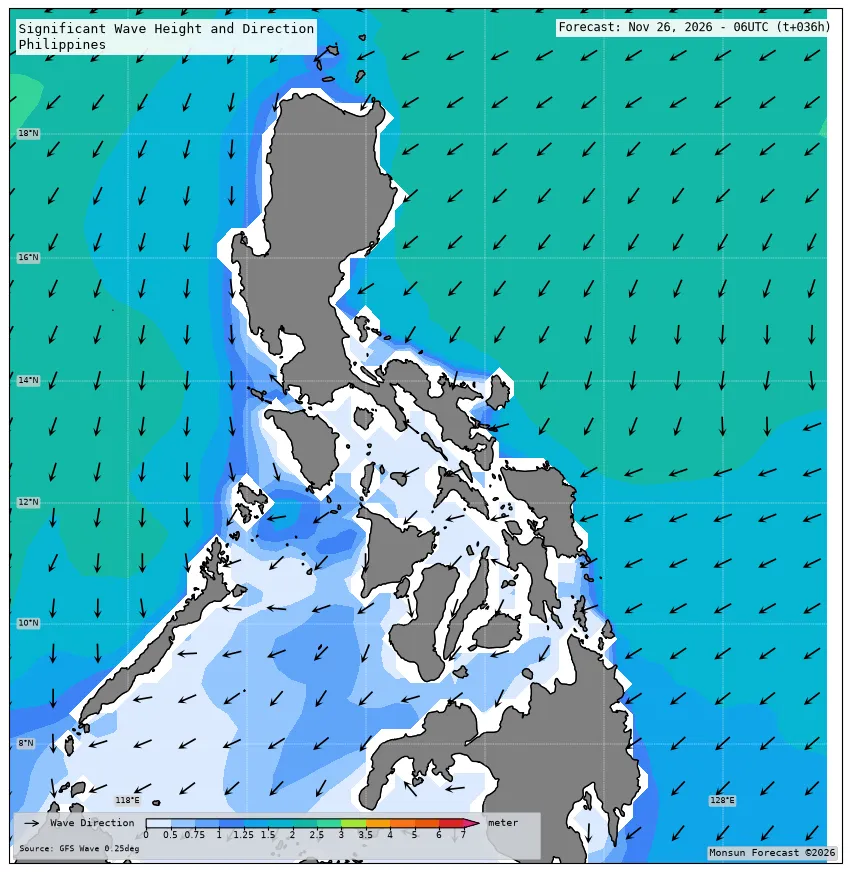 Significant Wave Height and Direction
Philippines
Forecast: Nov 26, 2026 - 06UTC (t+036h)
18°N
16°N
14°N
12°N
10°N
8°N
118°E
128°E
Wave Direction
0 0.5 0.75 1 1.25 1.5 2 2.5 3 3.5 4 5 6 7
meter
Source: GFS Wave 0.25deg
Monsun Forecast ©2026